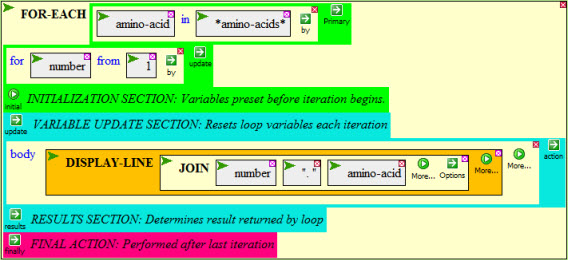 FOR-EACH amino-acid in *amino-acids* by Primary
for number from 1 by update
initial INITIALIZATION SECTION: Variables preset before iteration begins.
update VARIABLE UPDATE SECTION: Resets loop variables each iteration
body DISPLAY-LINE JOIN number "." amino-acid More... Options More... More... action
results RESULTS SECTION: Determines result returned by loop
finally FINAL ACTION: Performed after last iteration